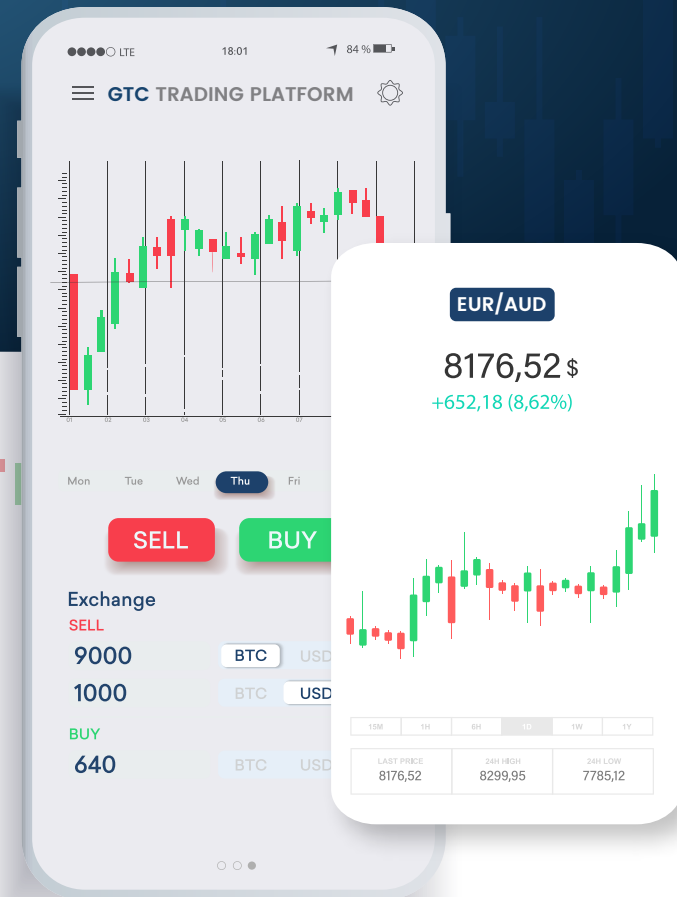 LTE 18:01 84 %
GTC TRADING PLATFORM
01 02 03 04 05 06 07
Mon Tue Wed Thu Fri
SELL BUY
Exchange
SELL
9000 BTC USD
1000 BTC USD
BUY
640 BTC USD
EUR/AUD
8176,52 $
+652,18 (8,62%)
15M 1H 6H 1D 1W 1Y
LAST PRICE 24H HIGH 24H LOW
8176,52 8299,95 7785,12